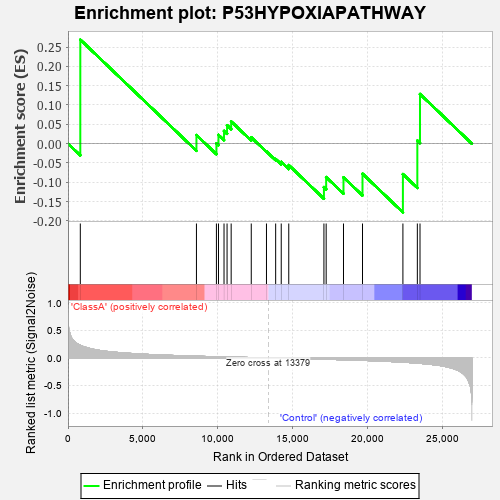 Enrichment plot: P53HYPOXIAPATHWAY
Enrichment score (ES)
0.25
0.20
0.15
0.10
0.05
0.00
-0.05
-0.10
-0.15
-0.20
'ClassA' (positively correlated)
Ranked list metric (Signal2Noise)
1.0
0.5
0.0
-0.5
-1.0
Zero cross at 13379
'Control' (negatively correlated)
0
5,000
10,000
15,000
20,000
25,000
Rank in Ordered Dataset
Enrichment profile
Hits
Ranking metric scores